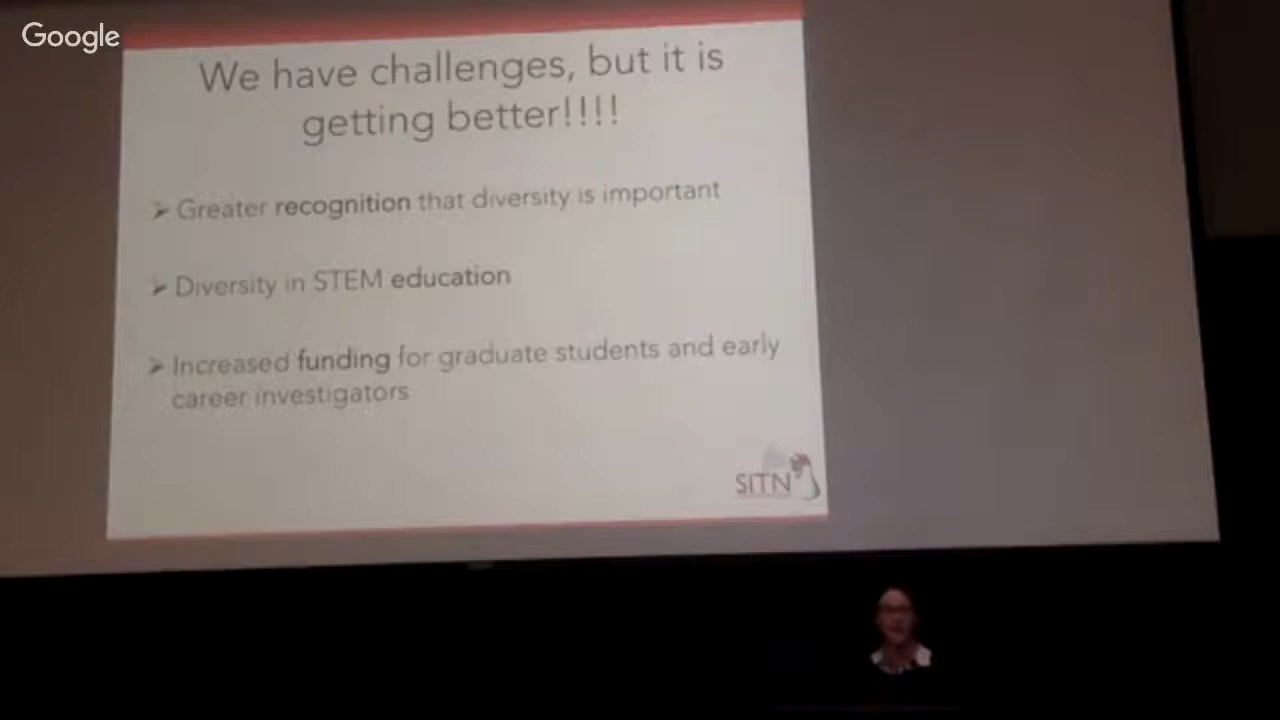 Google
We have challenges, but it is
getting better!!!!
➢ Greater recognition that diversity is important
➢ Diversity in STEM education
➢ Increased funding for graduate students and early
career investigators
SITN